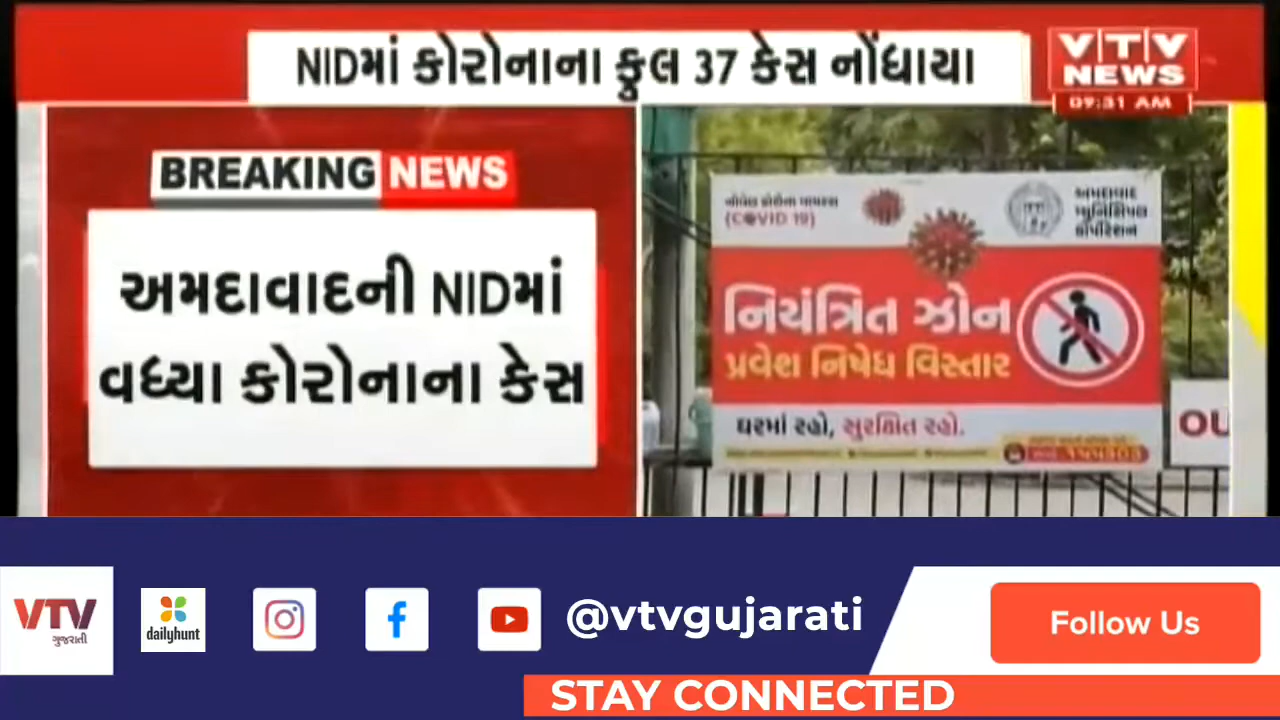 NIDમાં કોરોનાના કુલ 37 કેસ નોંધાયા
VTV
NEWS
09:31 AM
BREAKING NEWS
અમદાવાદની NIDમાં
વધ્યા કોરોનાના કેસ
નોવેલ કોરોના વાયરસ
(COVID 19)
અમદાવાદ
મ્યુનિસિપલ
કોર્પોરેશન
નિયંત્રિત ઝોન
પ્રવેશ નિષેધ વિસ્તાર
ઘરમાં રહો, સુરક્ષિત રહો.
OU
VTV
ગુજરાતી
dailyhunt
@vtvgujarati
Follow Us
STAY CONNECTED